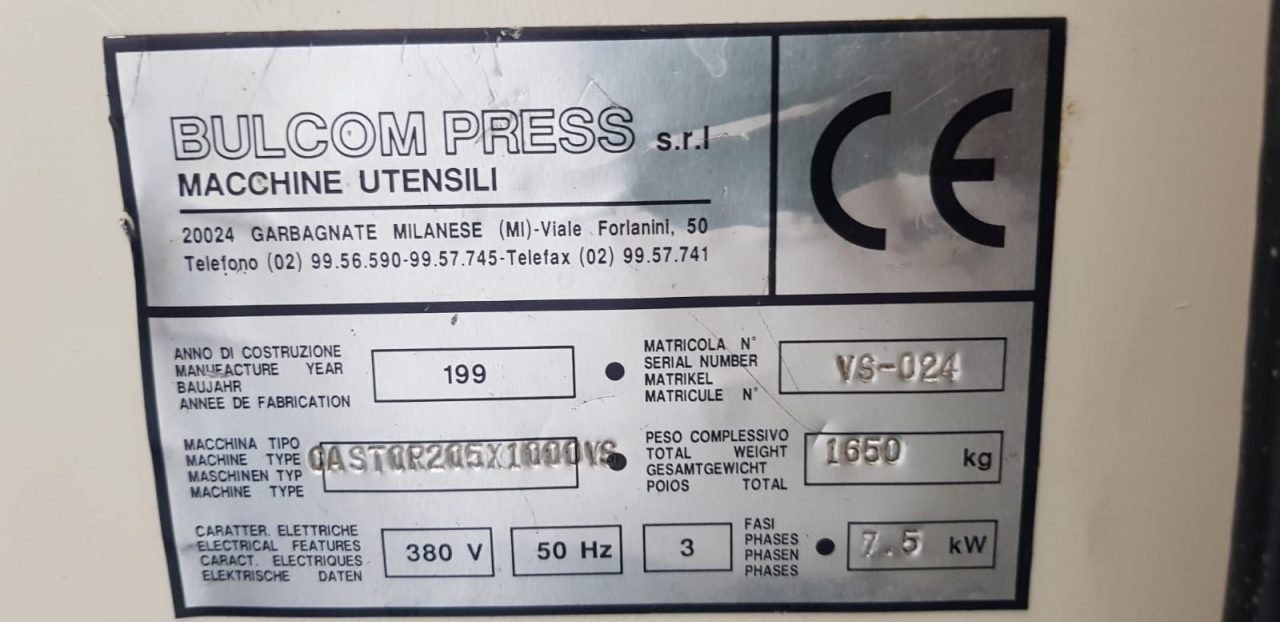 BULCOM PRESS s.r.l
MACCHINE UTENSILI
20024 GARBAGNATE MILANESE (MI)-Viale Forlanini, 50
Telefono (02) 99.56.590-99.57.745-Telefax (02) 99.57.741
CE
ANNO DI COSTRUZIONE
MANUFACTURE YEAR
BAUJAHR
ANNEE DE FABRICATION
199
MATRICOLA N°
SERIAL NUMBER
MATRIKEL
MATRICULE N°
VS-024
MACCHINA TIPO
MACHINE TYPE
MASCHINEN TYP
MACHINE TYPE
CASTOR205X1000VS
PESO COMPLESSIVO
TOTAL WEIGHT
GESAMTGEWICHT
POIOS TOTAL
1650 kg
CARATTER. ELETTRICHE
ELECTRICAL FEATURES
CARACT. ELECTRIQUES
ELEKTRISCHE DATEN
380 V
50 Hz
3
FASI
PHASES
PHASEN
PHASES
7.5 kW